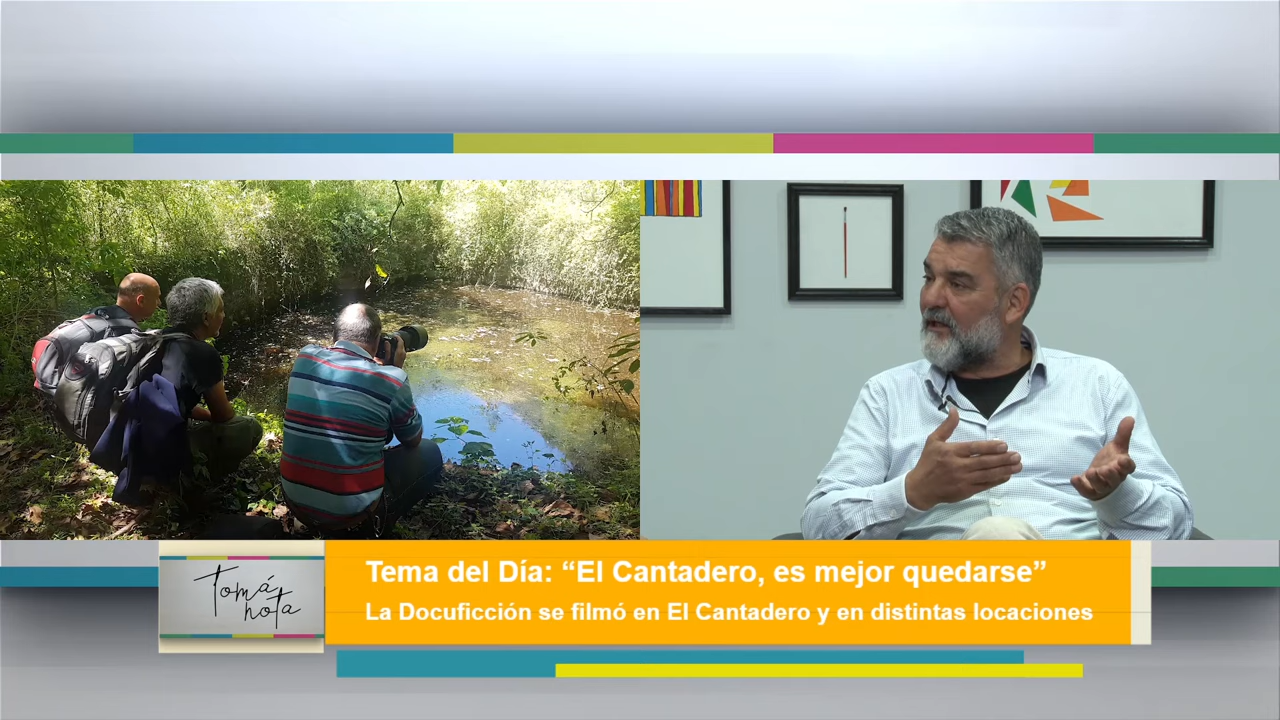 Tomá
nota
Tema del Día: “El Cantadero, es mejor quedarse”
La Docuficción se filmó en El Cantadero y en distintas locaciones